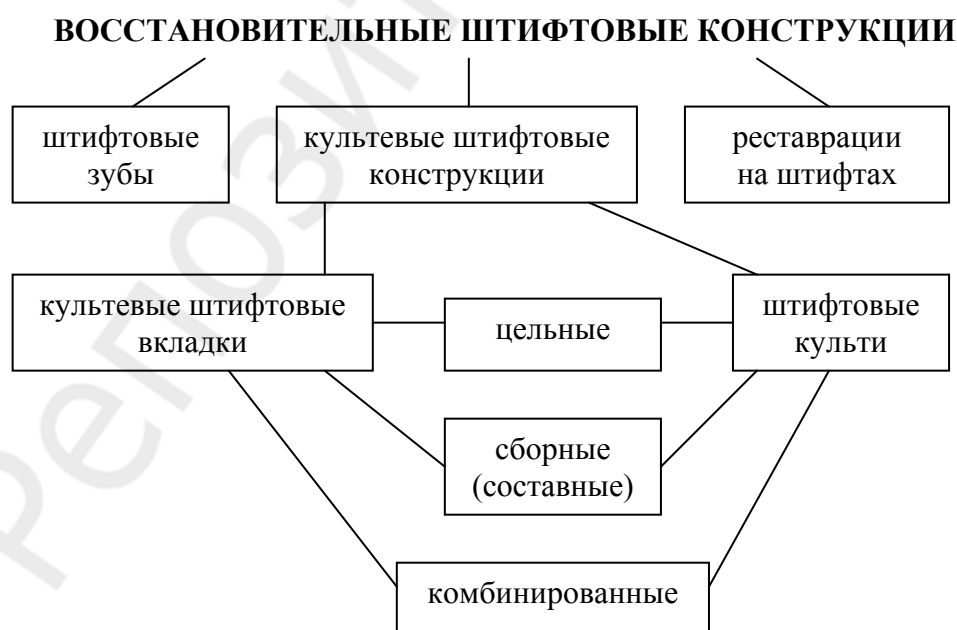 ВОССТАНОВИТЕЛЬНЫЕ ШТИФТОВЫЕ КОНСТРУКЦИИ
штифтовые
зубы
культевые штифтовые
конструкции
реставрации
на штифтах
культевые штифтовые
вкладки
цельные
штифтовые
культи
сборные
(составные)
комбинированные